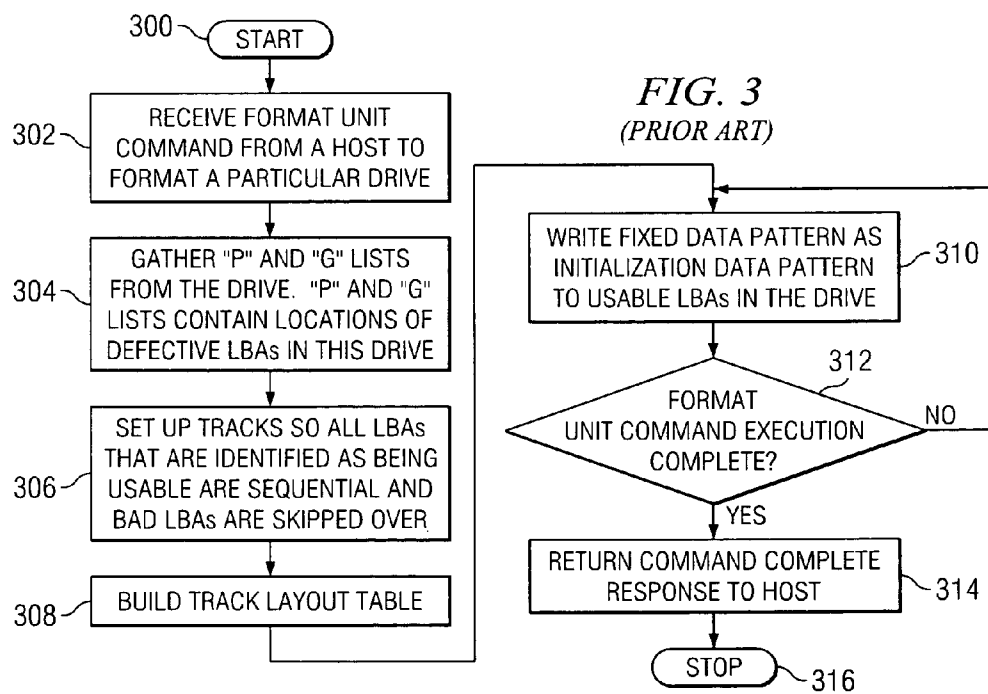 300
START
FIG. 3
(PRIOR ART)
302
RECEIVE FORMAT UNIT
COMMAND FROM A HOST TO
FORMAT A PARTICULAR DRIVE
304
GATHER "P" AND "G" LISTS
FROM THE DRIVE. "P" AND "G"
LISTS CONTAIN LOCATIONS OF
DEFECTIVE LBAs IN THIS DRIVE
306
SET UP TRACKS SO ALL LBAs
THAT ARE IDENTIFIED AS BEING
USABLE ARE SEQUENTIAL AND
BAD LBAs ARE SKIPPED OVER
308
BUILD TRACK LAYOUT TABLE
WRITE FIXED DATA PATTERN AS
INITIALIZATION DATA PATTERN
TO USABLE LBAs IN THE DRIVE
310
312
FORMAT
UNIT COMMAND EXECUTION
COMPLETE?
NO
YES
RETURN COMMAND COMPLETE
RESPONSE TO HOST
314
STOP
316